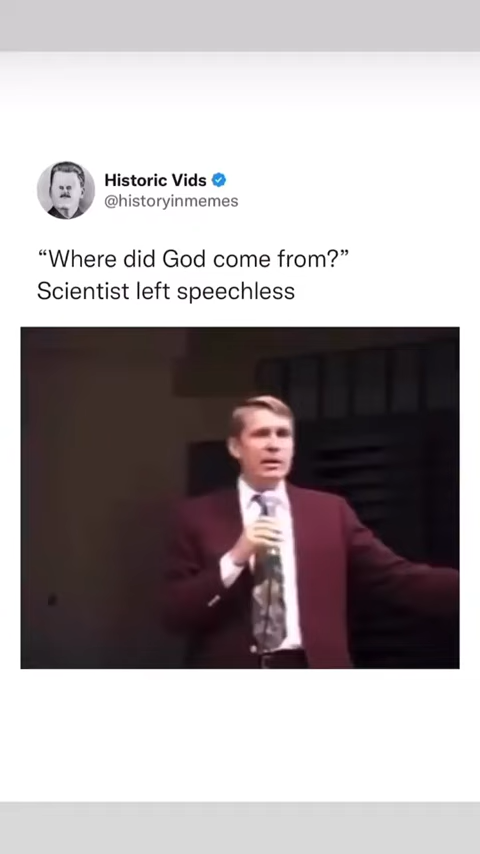 Historic Vids
@historyinmemes
“Where did God come from?”
Scientist left speechless